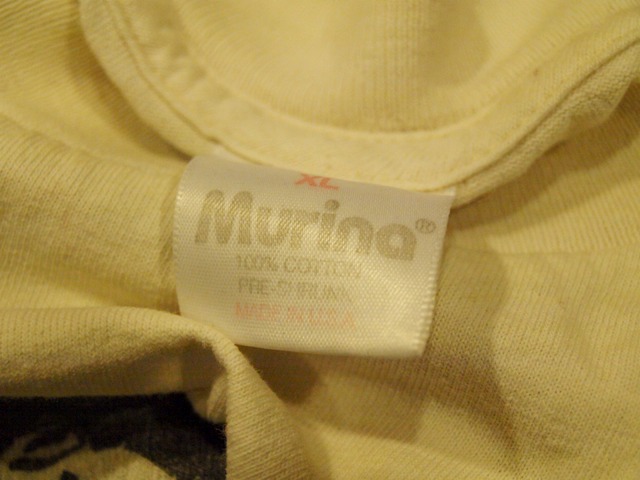 XL
Murina®
100% COTTON
PRE-SHRUNK
MADE IN U.S.A